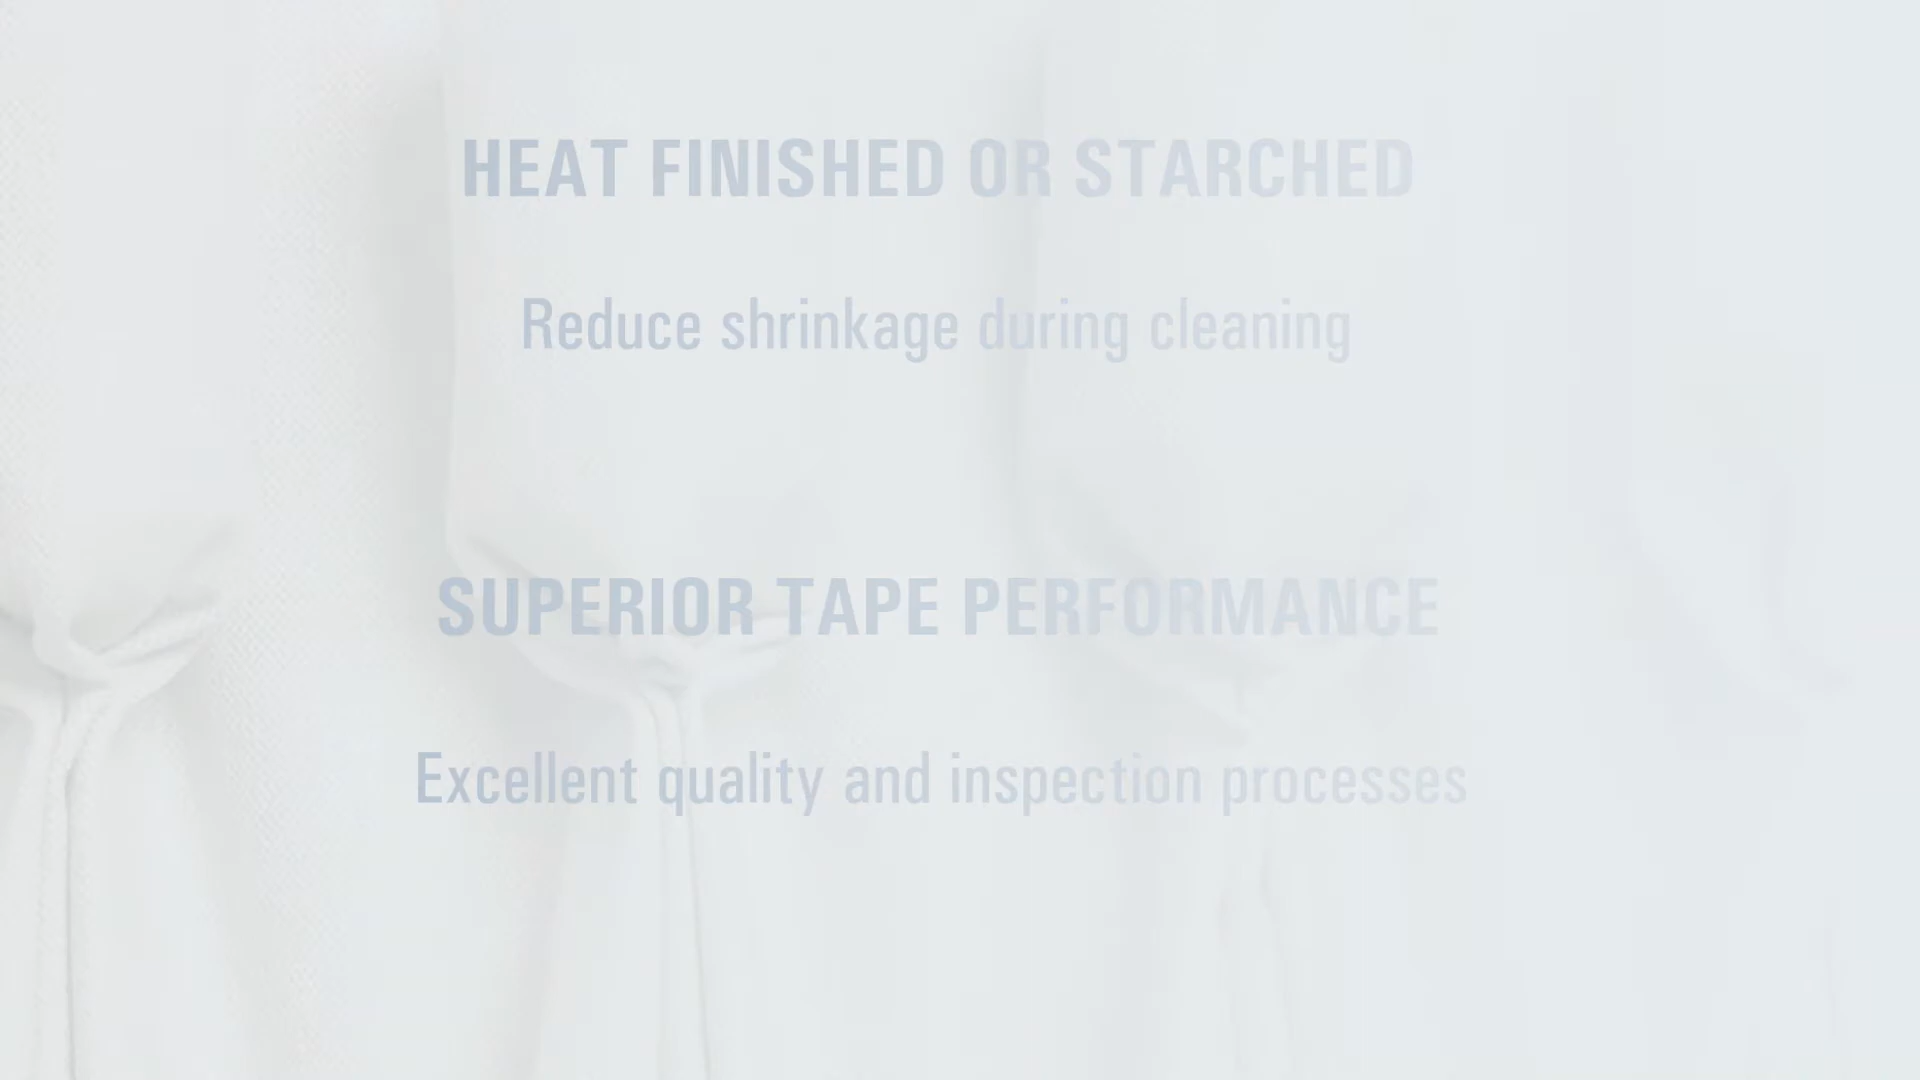 HEAT FINISHED OR STARCHED
Reduce shrinkage during cleaning
SUPERIOR TAPE PERFORMANCE
Excellent quality and inspection processes